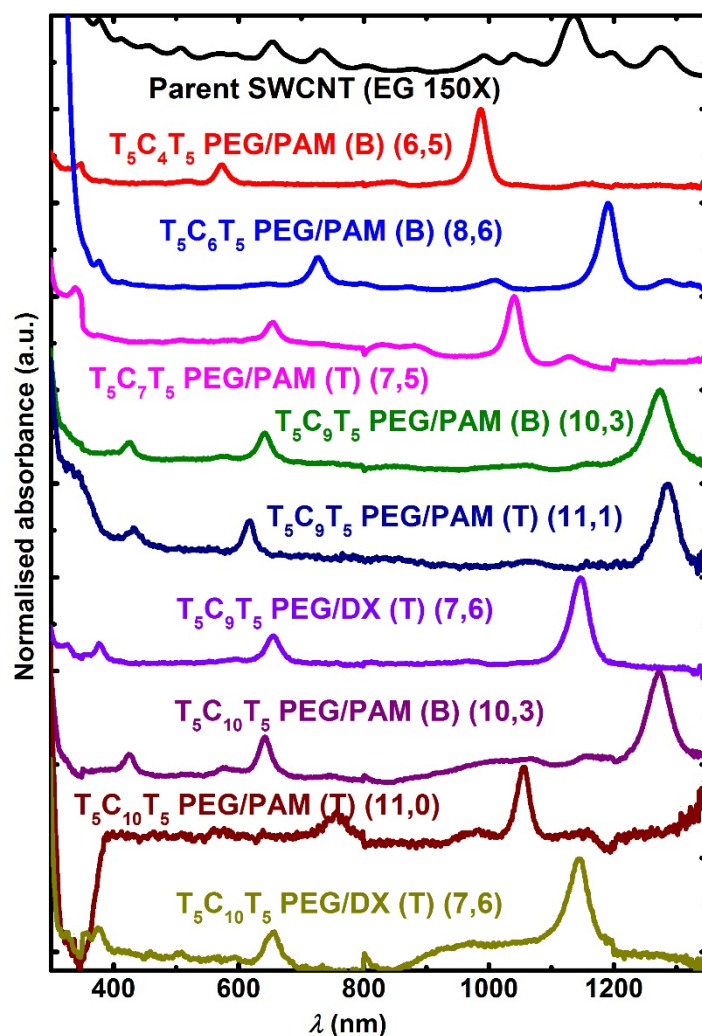 Normalised absorbance (a.u.)
Parent SWCNT (EG 150X)
T₅C₄T₅ PEG/PAM (B) (6,5)
T₅C₆T₅ PEG/PAM (B) (8,6)
T₅C₇T₅ PEG/PAM (T) (7,5)
T₅C₉T₅ PEG/PAM (B) (10,3)
T₅C₉T₅ PEG/PAM (T) (11,1)
T₅C₉T₅ PEG/DX (T) (7,6)
T₅C₁₀T₅ PEG/PAM (B) (10,3)
T₅C₁₀T₅ PEG/PAM (T) (11,0)
T₅C₁₀T₅ PEG/DX (T) (7,6)
400 600 800 1000 1200
λ (nm)